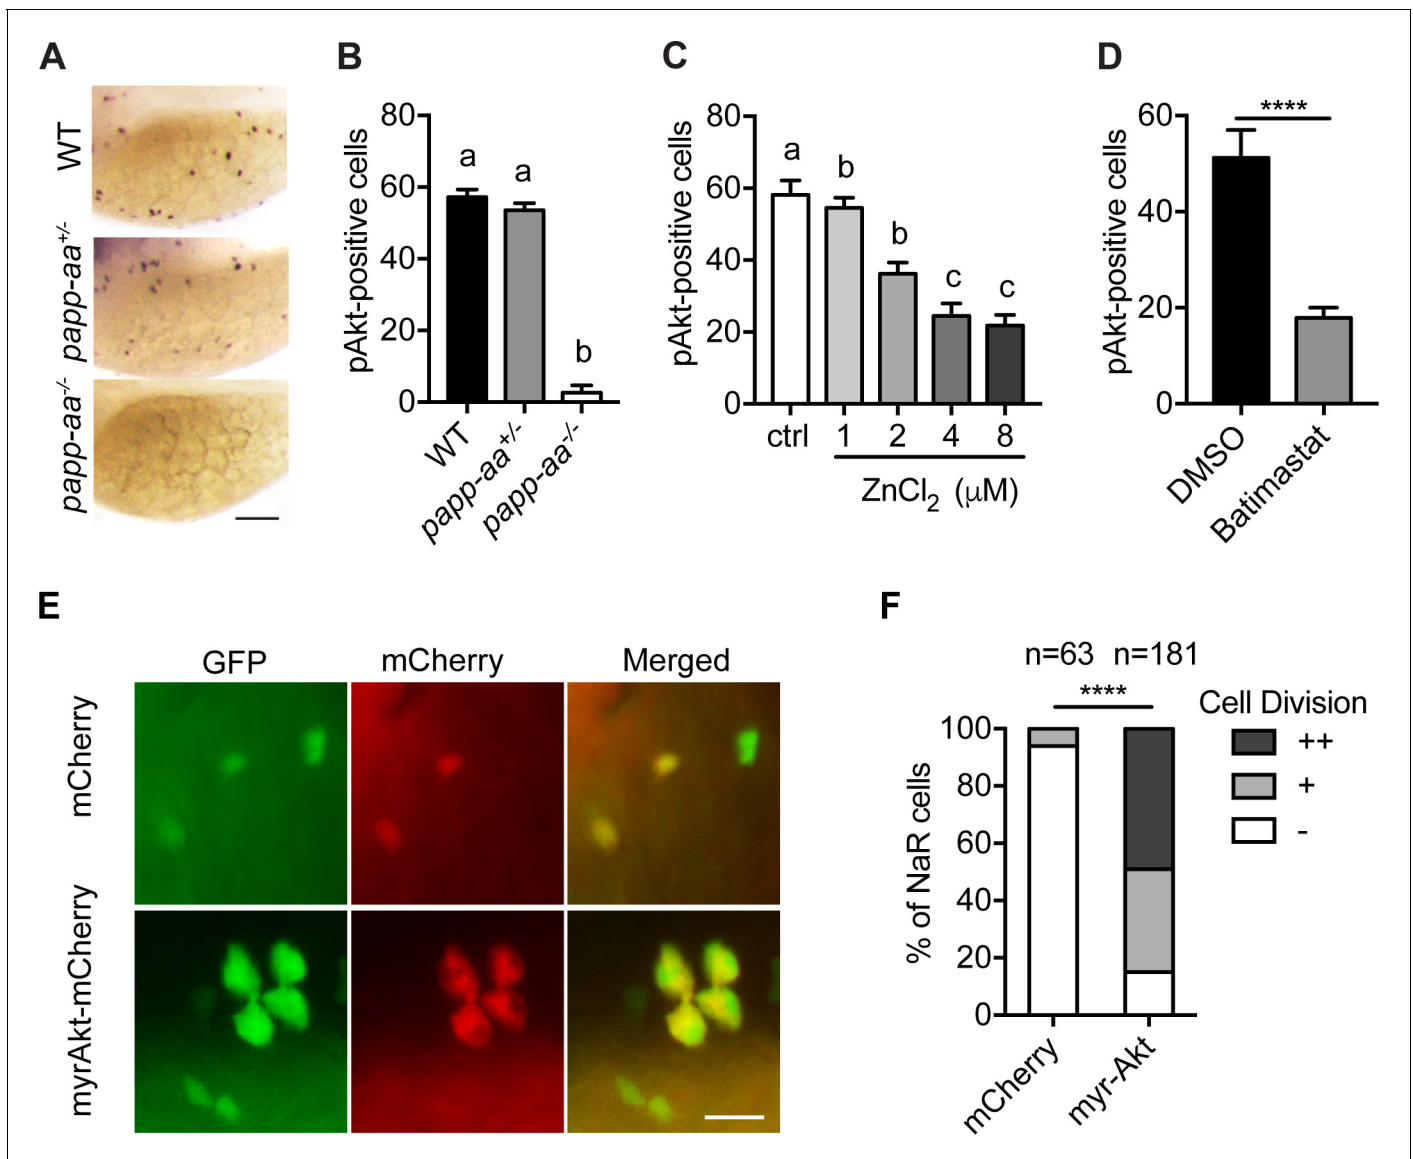 A
WT
papp-aa+/-
papp-aa-/-
B
pAkt-positive cells
80
60
40
20
0
a
a
b
WT
papp-aa+/-
papp-aa-/-
C
pAkt-positive cells
80
60
40
20
0
a
b
b
c
c
ctrl 1 2 4 8
ZnCl2 (μM)
D
pAkt-positive cells
60
40
20
0
****
DMSO
Batimastat
E
GFP mCherry Merged
mCherry
myrAkt-mCherry
F
n=63 n=181
****
% of NaR cells
100
80
60
40
20
0
mCherry
myr-Akt
Cell Division
++
+
-